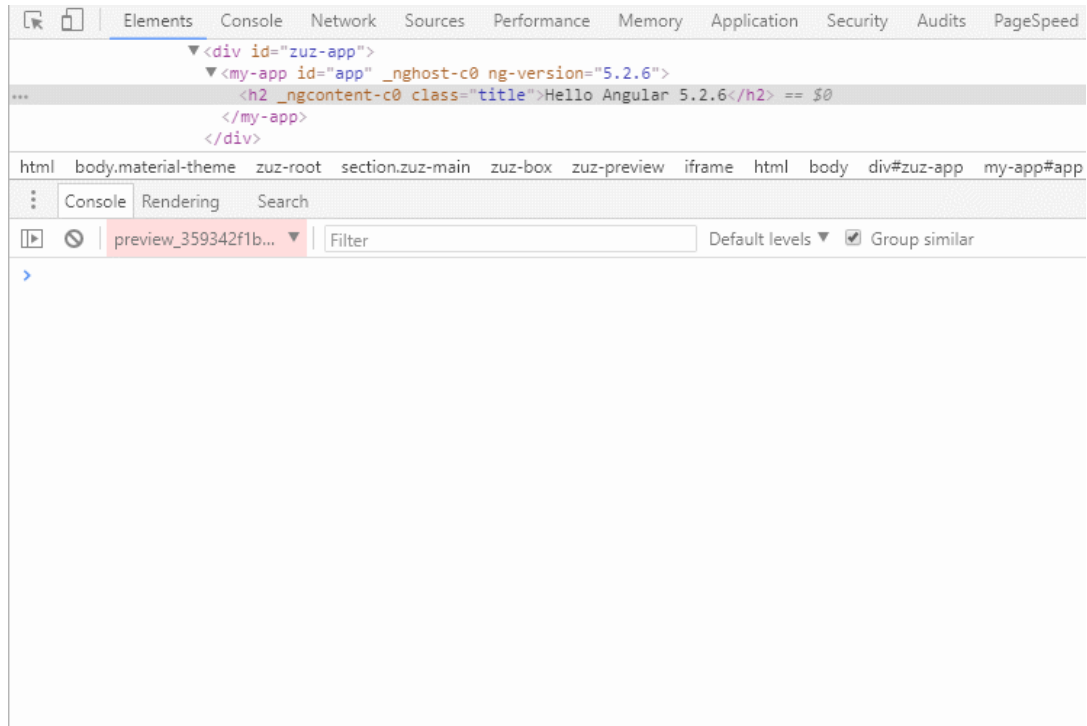 Elements Console Network Sources Performance Memory Application Security Audits PageSpeed
▼<div id="zuz-app">
▼<my-app id="app" _nghost-c0 ng-version="5.2.6">
... <h2 _ngcontent-c0 class="title">Hello Angular 5.2.6</h2> == $0
</my-app>
</div>
html body.material-theme zuz-root section.zuz-main zuz-box zuz-preview iframe html body div#zuz-app my-app#app
Console Rendering Search
preview_359342f1b... ▼ Filter Default levels ▼ Group similar
>